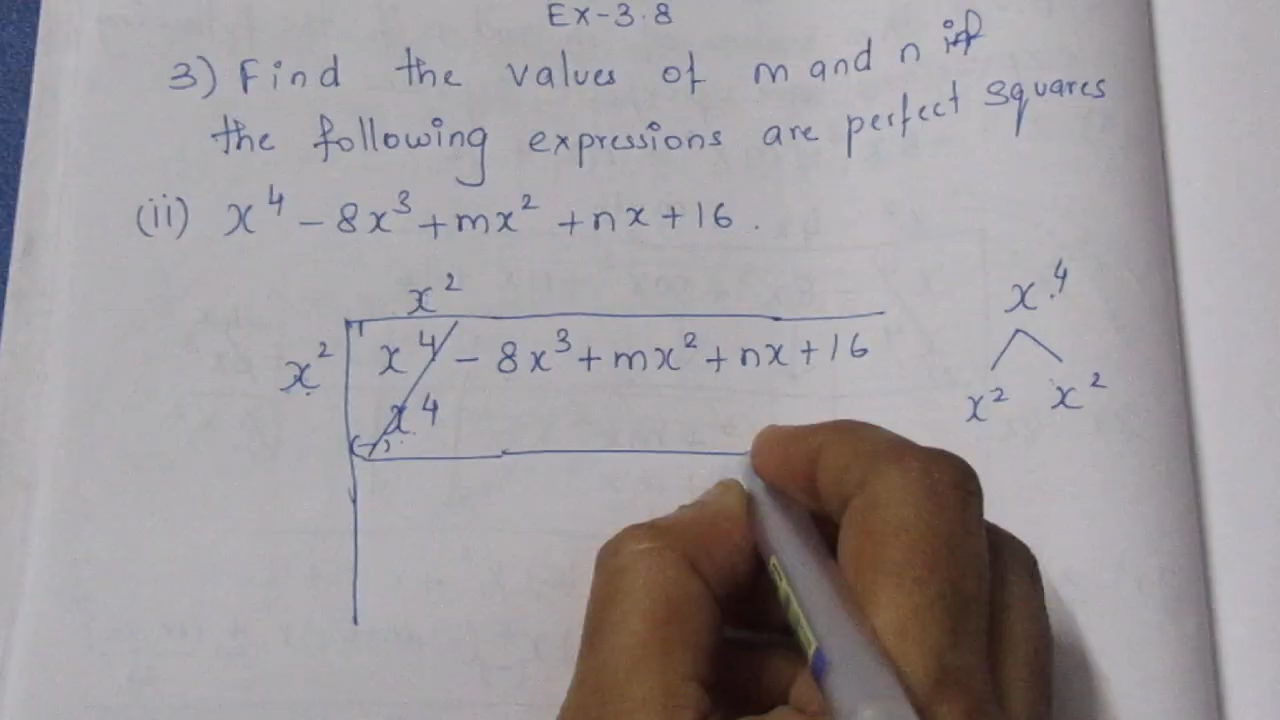 Ex-3.8
3) Find the values of m and n if
the following expressions are perfect squares
(ii) x⁴ - 8x³ + mx² + nx + 16.
x²
x² x⁴ - 8x³ + mx² + nx + 16
x⁴
(-)
x⁴
x² x²